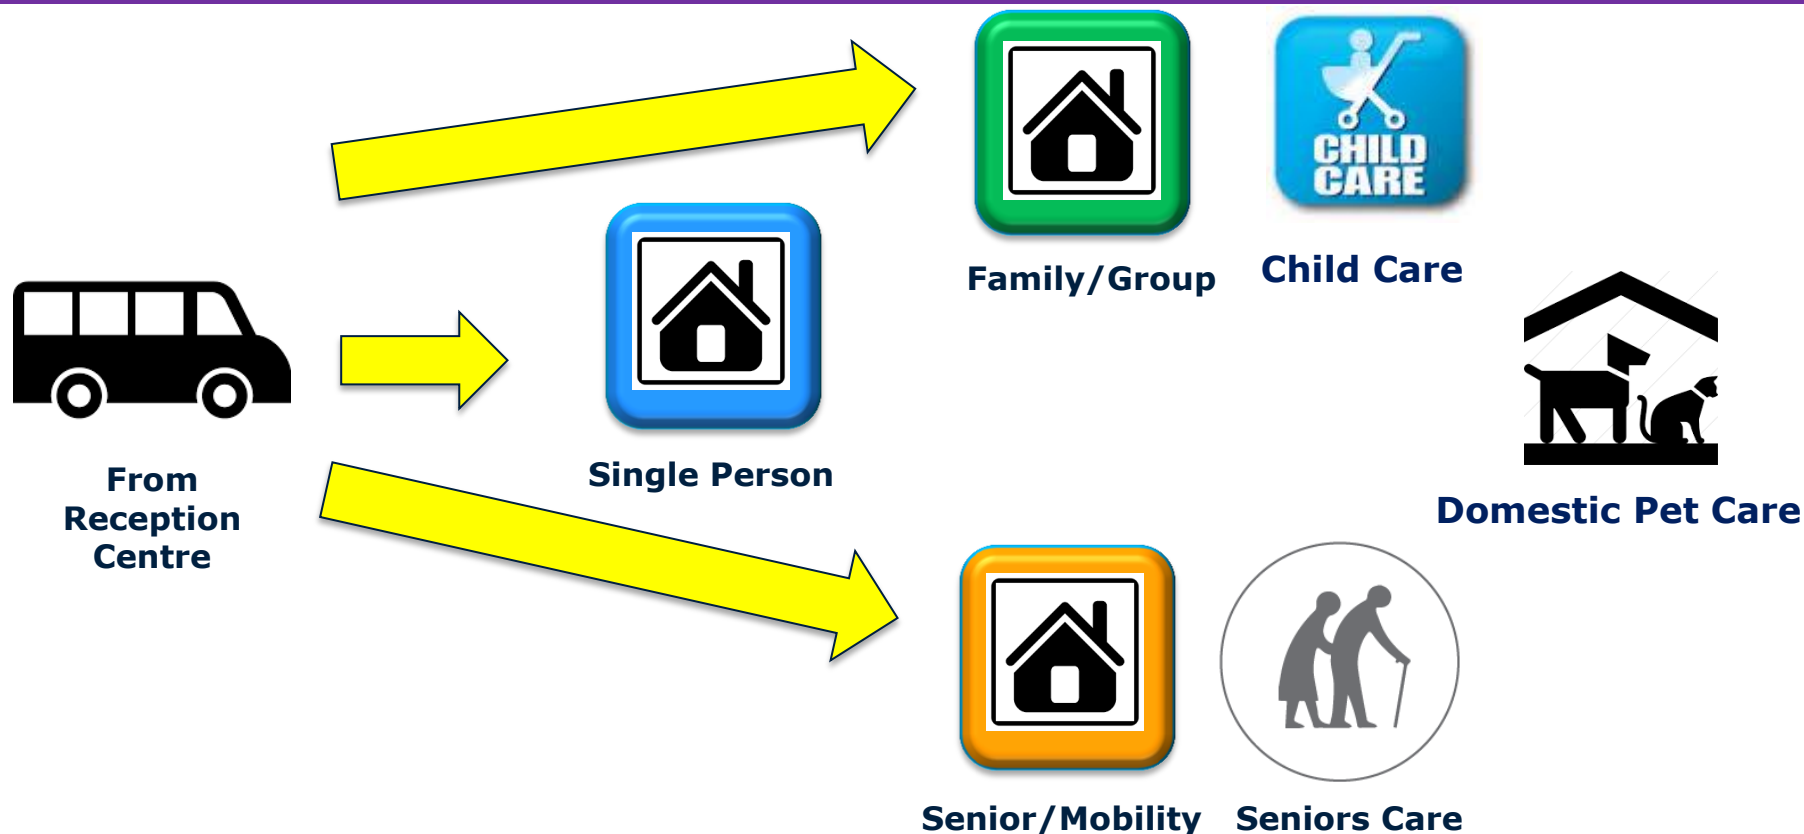 CHILD
CARE
Family/Group
Child Care
From
Reception
Centre
Single Person
Domestic Pet Care
Senior/Mobility
Seniors Care